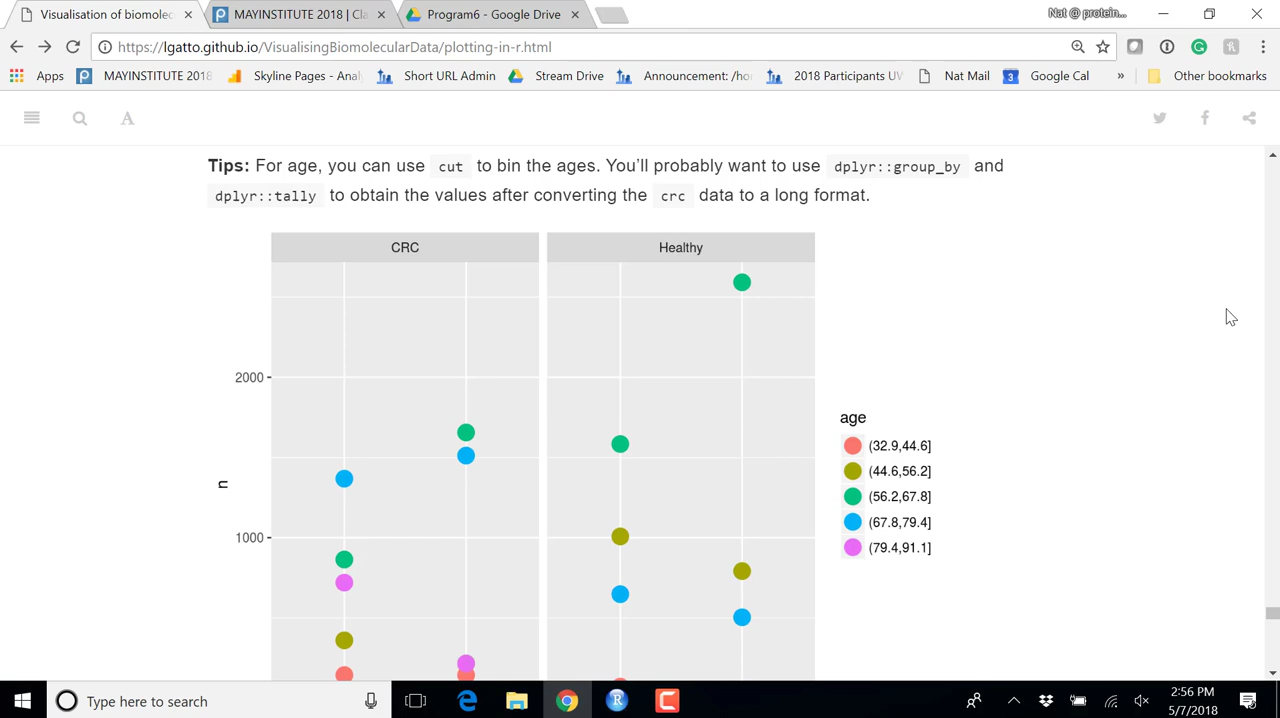 Visualisation of biomolec
MAYINSTITUTE 2018 | Cla
Program6 - Google Drive
Nat @ protein...
https://lgatto.github.io/VisualisingBiomolecularData/plotting-in-r.html
Apps
MAYINSTITUTE 2018
Skyline Pages - Anal
Short URL Admin
Stream Drive
Announcement: /hor
2018 Participants UV
Nat Mail
3
Google Cal
»
Other bookmarks
A
Tips: For age, you can use cut to bin the ages. You’ll probably want to use dplyr::group_by and
dplyr::tally to obtain the values after converting the crc data to a long format.
CRC
Healthy
2000
1000
n
age
(32.9,44.6]
(44.6,56.2]
(56.2,67.8]
(67.8,79.4]
(79.4,91.1]
Type here to search
R
2:56 PM
5/7/2018